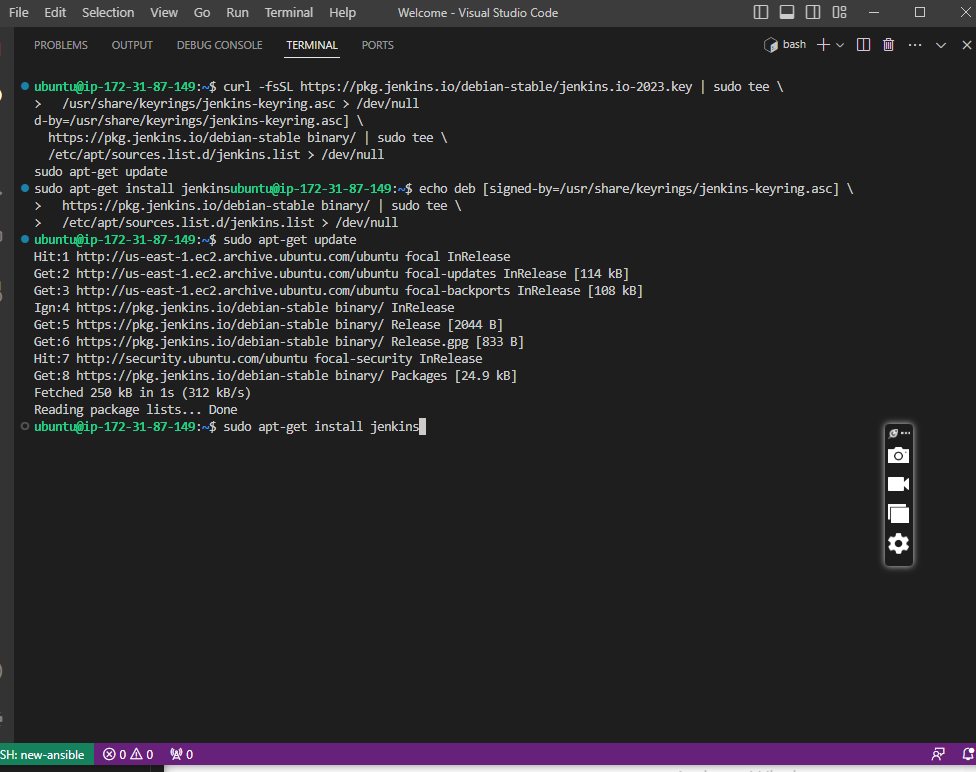 File Edit Selection View Go Run Terminal Help Welcome - Visual Studio Code
PROBLEMS OUTPUT DEBUG CONSOLE TERMINAL PORTS bash
ubuntu@ip-172-31-87-149:~$ curl -fsSL https://pkg.jenkins.io/debian-stable/jenkins.io-2023.key | sudo tee \
> /usr/share/keyrings/jenkins-keyring.asc > /dev/null
d-by=/usr/share/keyrings/jenkins-keyring.asc] \
https://pkg.jenkins.io/debian-stable binary/ | sudo tee \
/etc/apt/sources.list.d/jenkins.list > /dev/null
sudo apt-get update
sudo apt-get install jenkinsubuntu@ip-172-31-87-149:~$ echo deb [signed-by=/usr/share/keyrings/jenkins-keyring.asc] \
> https://pkg.jenkins.io/debian-stable binary/ | sudo tee \
> /etc/apt/sources.list.d/jenkins.list > /dev/null
ubuntu@ip-172-31-87-149:~$ sudo apt-get update
Hit:1 http://us-east-1.ec2.archive.ubuntu.com/ubuntu focal InRelease
Get:2 http://us-east-1.ec2.archive.ubuntu.com/ubuntu focal-updates InRelease [114 kB]
Get:3 http://us-east-1.ec2.archive.ubuntu.com/ubuntu focal-backports InRelease [108 kB]
Ign:4 https://pkg.jenkins.io/debian-stable binary/ InRelease
Get:5 https://pkg.jenkins.io/debian-stable binary/ Release [2044 B]
Get:6 https://pkg.jenkins.io/debian-stable binary/ Release.gpg [833 B]
Hit:7 http://security.ubuntu.com/ubuntu focal-security InRelease
Get:8 https://pkg.jenkins.io/debian-stable binary/ Packages [24.9 kB]
Fetched 250 kB in 1s (312 kB/s)
Reading package lists... Done
ubuntu@ip-172-31-87-149:~$ sudo apt-get install jenkins
SH: new-ansible 0 0 0